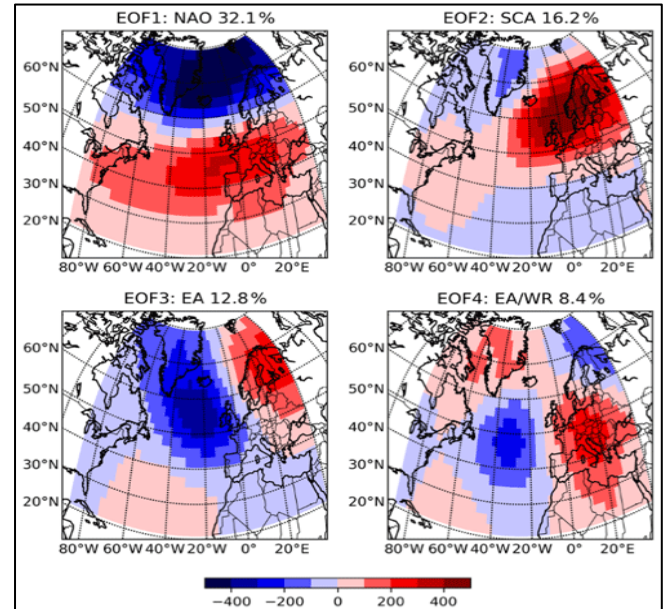 EOF1: NAO 32.1%
EOF2: SCA 16.2%
60°N
50°N
40°N
30°N
20°N
80°W 60°W 40°W 20°W 0° 20°E
60°N
50°N
40°N
30°N
20°N
80°W 60°W 40°W 20°W 0° 20°E
EOF3: EA 12.8%
EOF4: EA/WR 8.4%
60°N
50°N
40°N
30°N
20°N
80°W 60°W 40°W 20°W 0° 20°E
60°N
50°N
40°N
30°N
20°N
80°W 60°W 40°W 20°W 0° 20°E
−400 −200 0 200 400